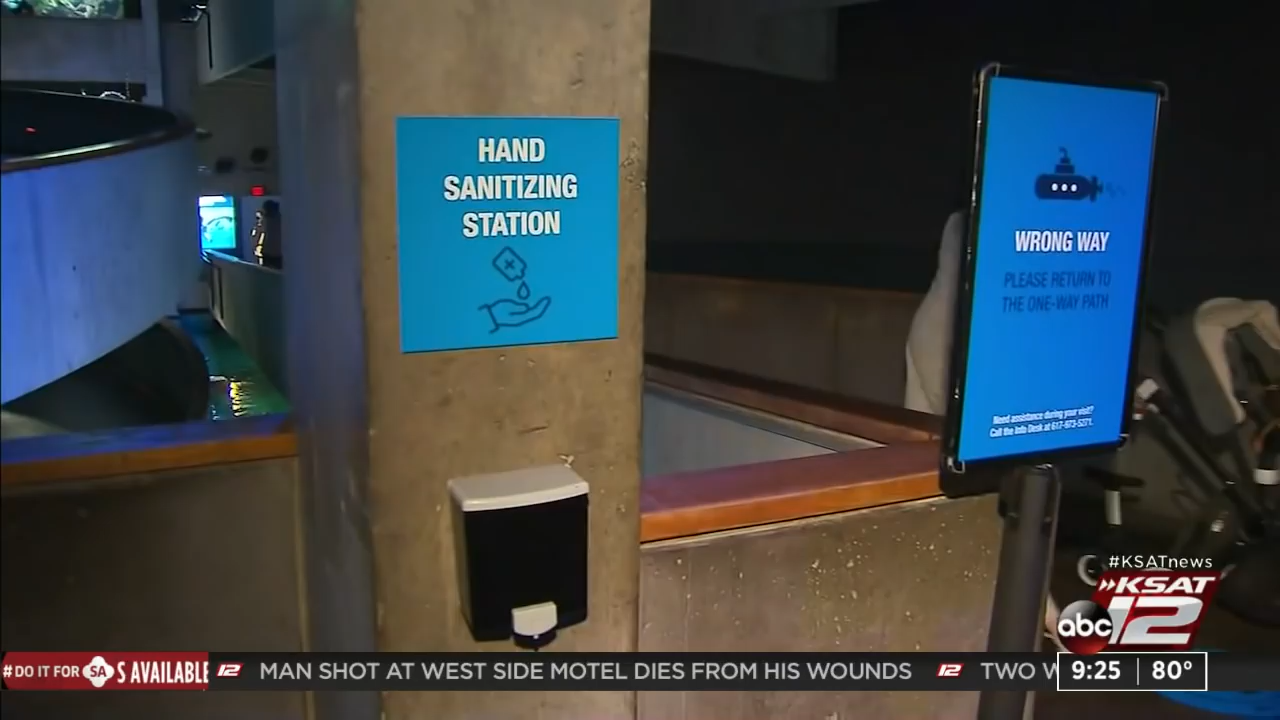 HAND
SANITIZING
STATION
WRONG WAY
PLEASE RETURN TO
THE ONE-WAY PATH
Need assistance during your visit?
Call the Info Desk at 617-973-5271.
#KSATnews
KSAT
abc 12
#DO IT FOR SA S AVAILABLE 12 MAN SHOT AT WEST SIDE MOTEL DIES FROM HIS WOUNDS 12 TWO W
9:25 80°